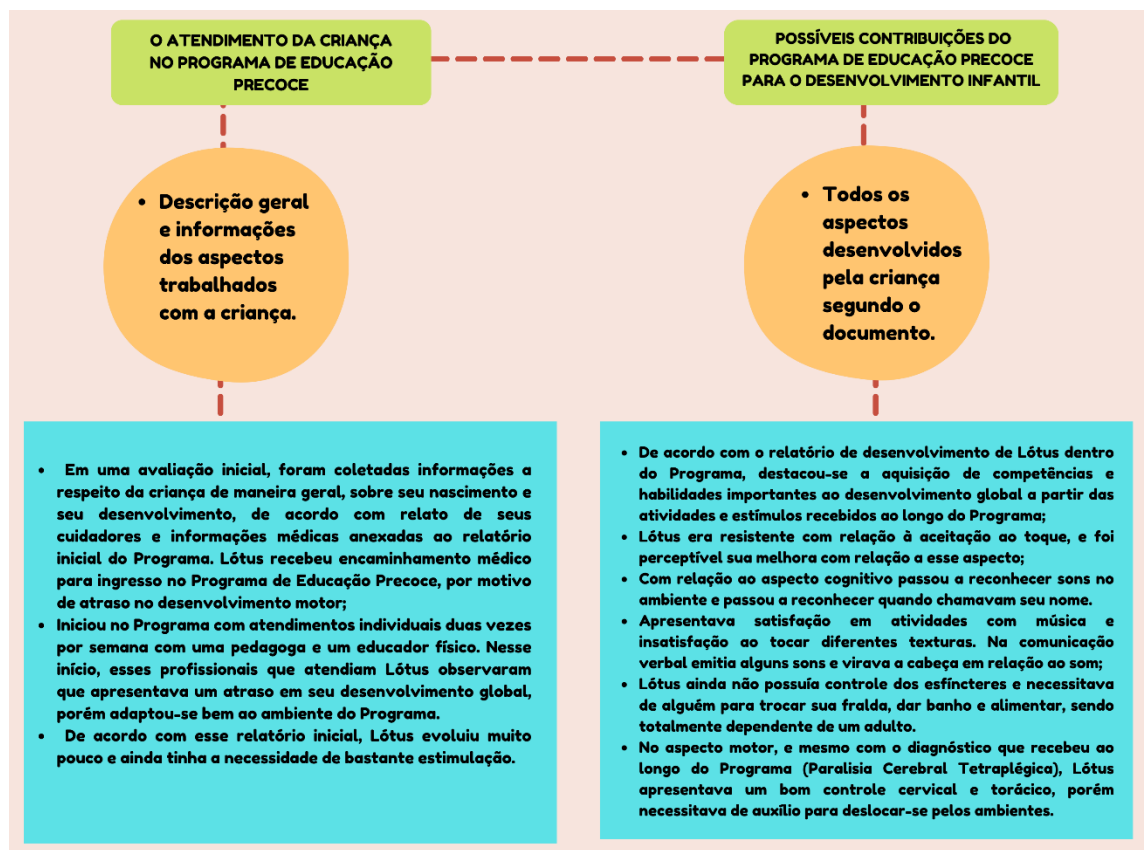 O ATENDIMENTO DA CRIANÇA
NO PROGRAMA DE EDUCAÇÃO
PRECOCE
• Descrição geral
e informações
dos aspectos
trabalhados
com a criança.
• Em uma avaliação inicial, foram coletadas informações a
respeito da criança de maneira geral, sobre seu nascimento e
seu desenvolvimento, de acordo com relato de seus
cuidadores e informações médicas anexadas ao relatório
inicial do Programa. Lótus recebeu encaminhamento médico
para ingresso no Programa de Educação Precoce, por motivo
de atraso no desenvolvimento motor;
• Iniciou no Programa com atendimentos individuais duas vezes
por semana com uma pedagoga e um educador físico. Nesse
início, esses profissionais que atendiam Lótus observaram
que apresentava um atraso em seu desenvolvimento global,
porém adaptou-se bem ao ambiente do Programa.
• De acordo com esse relatório inicial, Lótus evoluiu muito
pouco e ainda tinha a necessidade de bastante estimulação.
POSSÍVEIS CONTRIBUIÇÕES DO
PROGRAMA DE EDUCAÇÃO PRECOCE
PARA O DESENVOLVIMENTO INFANTIL
• Todos os
aspectos
desenvolvidos
pela criança
segundo o
documento.
• De acordo com o relatório de desenvolvimento de Lótus dentro
do Programa, destacou-se a aquisição de competências e
habilidades importantes ao desenvolvimento global a partir das
atividades e estímulos recebidos ao longo do Programa;
• Lótus era resistente com relação à aceitação ao toque, e foi
perceptível sua melhora com relação a esse aspecto;
• Com relação ao aspecto cognitivo passou a reconhecer sons no
ambiente e passou a reconhecer quando chamavam seu nome.
• Apresentava satisfação em atividades com música e
insatisfação ao tocar diferentes texturas. Na comunicação
verbal emitia alguns sons e virava a cabeça em relação ao som;
• Lótus ainda não possuía controle dos esfíncteres e necessitava
de alguém para trocar sua fralda, dar banho e alimentar, sendo
totalmente dependente de um adulto.
• No aspecto motor, e mesmo com o diagnóstico que recebeu ao
longo do Programa (Paralisia Cerebral Tetraplégica), Lótus
apresentava um bom controle cervical e torácico, porém
necessitava de auxílio para deslocar-se pelos ambientes.